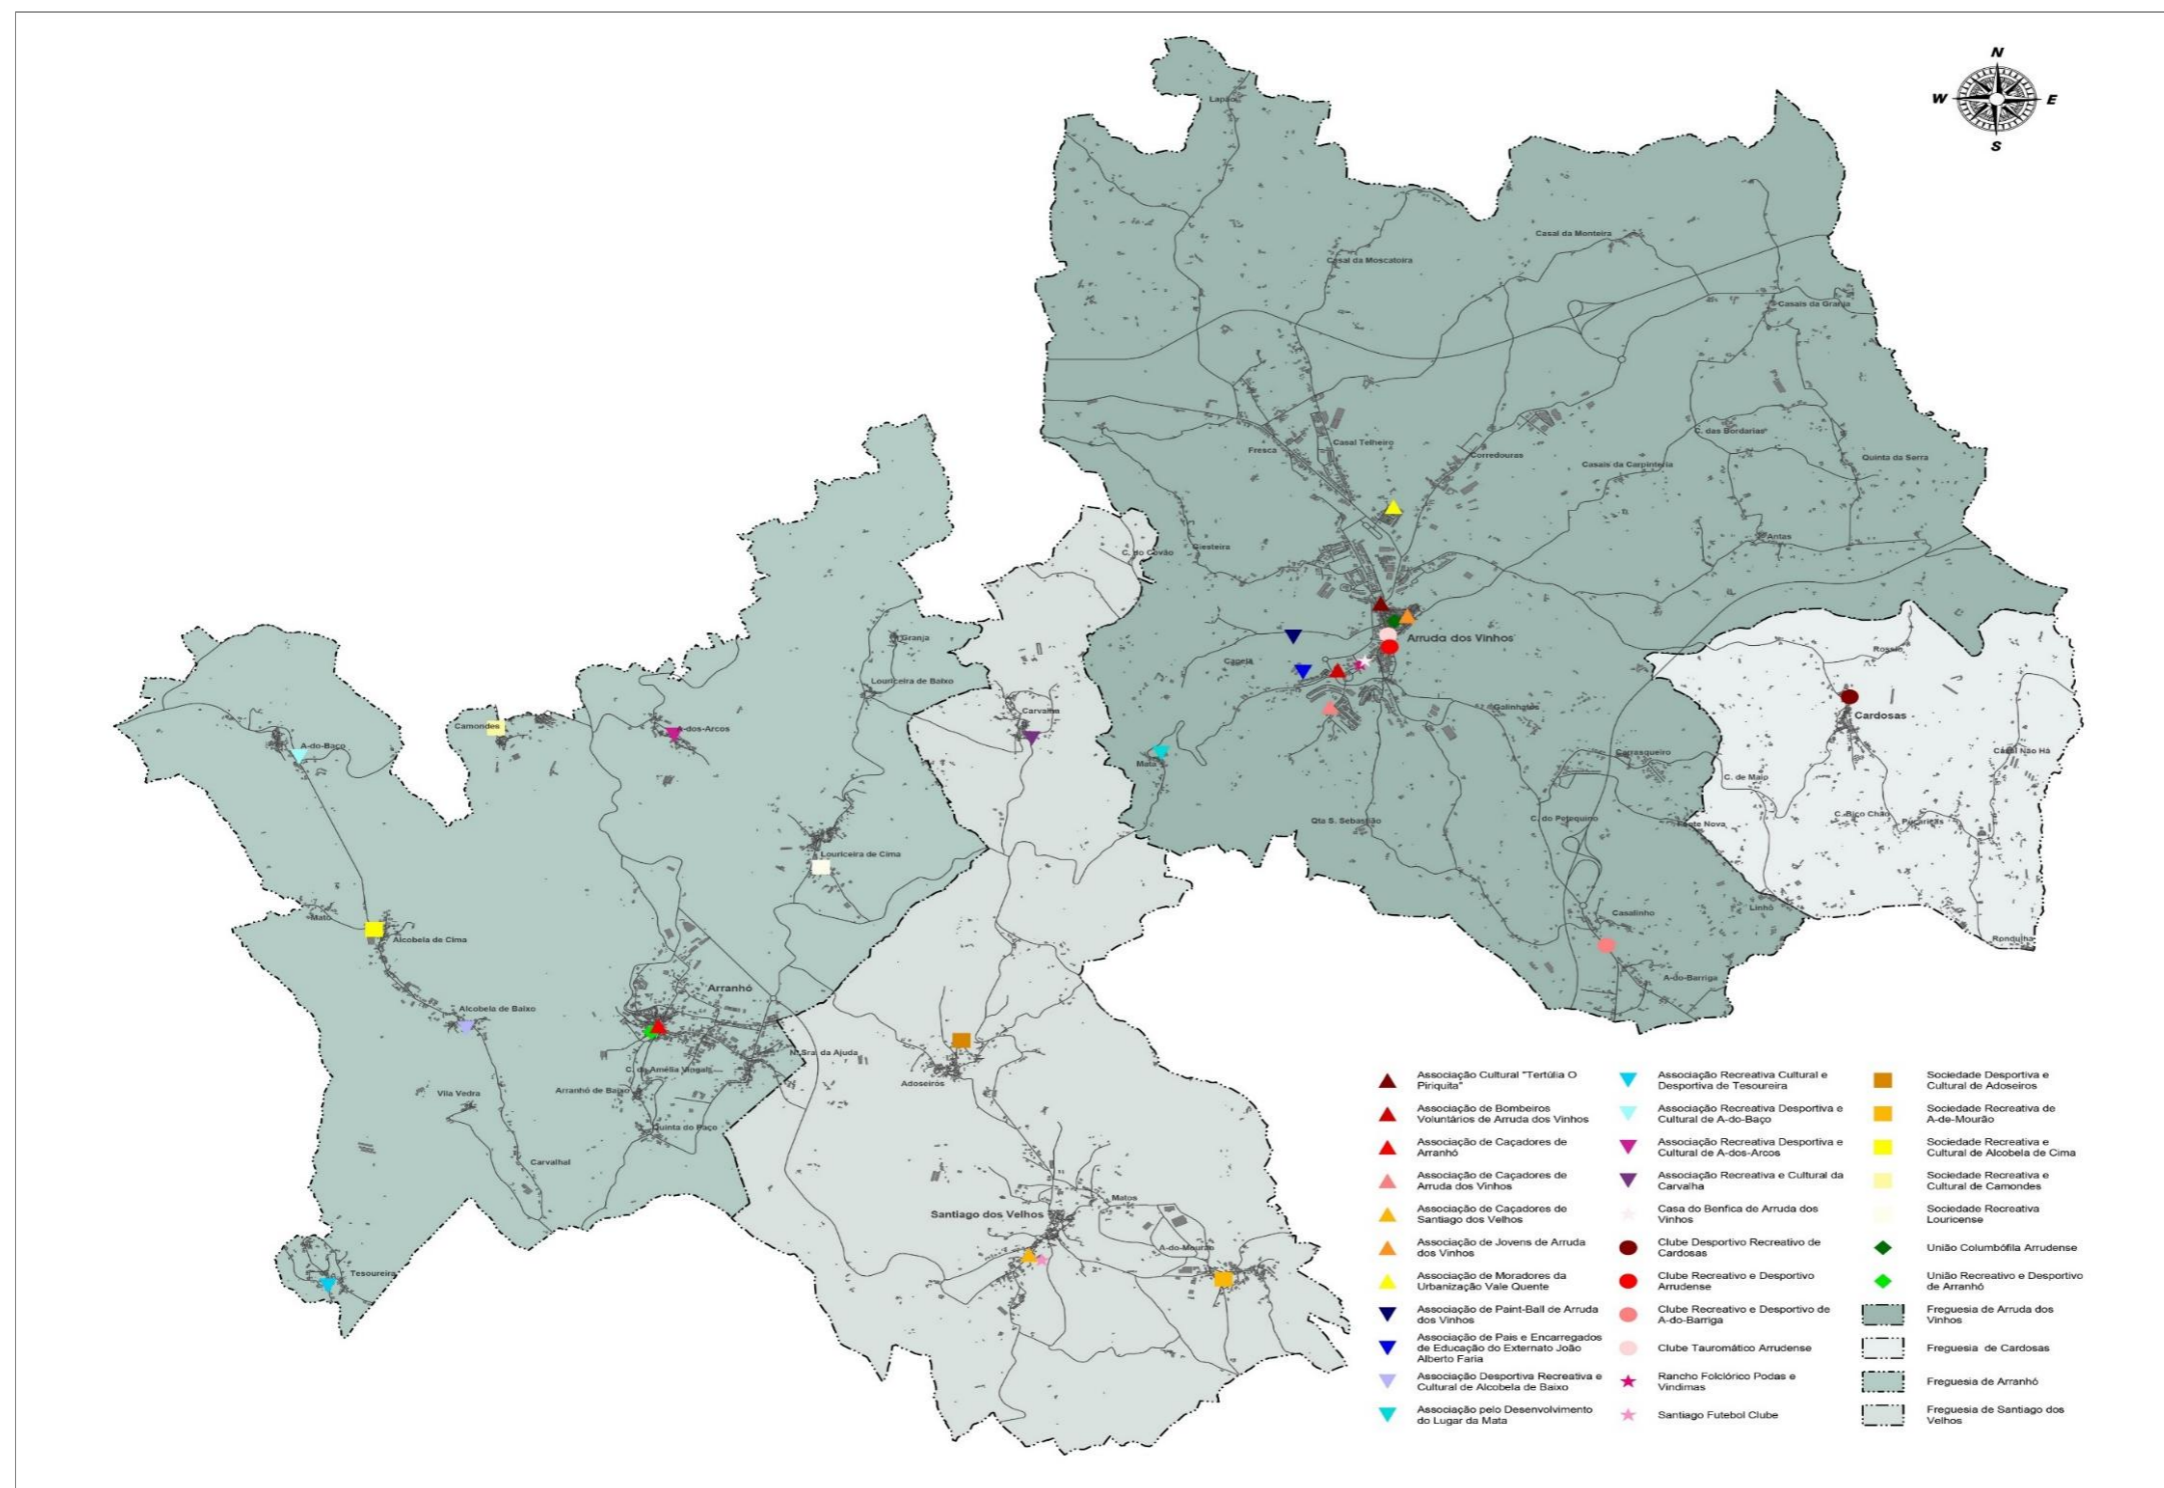 N
W E
S
Lapão
Casal da Monteira
Casal da Moscatoira
Casais da Granja
Casal Telheiro
Fresca
Corredouras
C. das Bordarias
Quinta da Serra
Casais da Carpinteria
Antas
C. do Covão
Giesteira
Arruda dos Vinhos
Granja
Rossio
Louriceira de Baixo
Carvalha
Galinhatos
Cardosas
Camondes
A-dos-Arcos
A-do-Baço
Mata
Carrasqueiro
Casal Não Há
C. de Maio
Qta S. Sebastião
C. do Pelaquino
Fonte Nova
C. Bico Chão
Louriceira de Cima
Linhô
Casalinho
Mato
Alcobela de Cima
Rondulha
A-do-Barriga
Arranhó
Alcobela de Baixo
N. Sra. da Ajuda
Adoseiros
Arranhó de Baixo
Vila Vedra
Quinta do Paço
Carvalhal
Matos
Santiago dos Velhos
A-do-Mourão
Tesoureira
Associação Cultural "Tertúlia O
Piriquita"
Associação de Bombeiros
Voluntários de Arruda dos Vinhos
Associação de Caçadores de
Arranhó
Associação de Caçadores de
Arruda dos Vinhos
Associação de Caçadores de
Santiago dos Velhos
Associação de Jovens de Arruda
dos Vinhos
Associação de Moradores da
Urbanização Vale Quente
Associação de Paint-Ball de Arruda
dos Vinhos
Associação de Pais e Encarregados
de Educação do Externato João
Alberto Faria
Associação Desportiva Recreativa e
Cultural de Alcobela de Baixo
Associação pelo Desenvolvimento
do Lugar da Mata
Associação Recreativa Cultural e
Desportiva de Tesoureira
Associação Recreativa Desportiva e
Cultural de A-do-Baço
Associação Recreativa Desportiva e
Cultural de A-dos-Arcos
Associação Recreativa e Cultural da
Carvalha
Casa do Benfica de Arruda dos
Vinhos
Clube Desportivo Recreativo de
Cardosas
Clube Recreativo e Desportivo
Arrudense
Clube Recreativo e Desportivo de
A-do-Barriga
Clube Tauromático Arrudense
Rancho Folclórico Podas e
Vindimas
Santiago Futebol Clube
Sociedade Desportiva e
Cultural de Adoseiros
Sociedade Recreativa de
A-de-Mourão
Sociedade Recreativa e
Cultural de Alcobela de Cima
Sociedade Recreativa e
Cultural de Camondes
Sociedade Recreativa
Louricense
União Columbófila Arrudense
União Recreativo e Desportivo
de Arranhó
Freguesia de Arruda dos
Vinhos
Freguesia de Cardosas
Freguesia de Arranhó
Freguesia de Santiago dos
Velhos